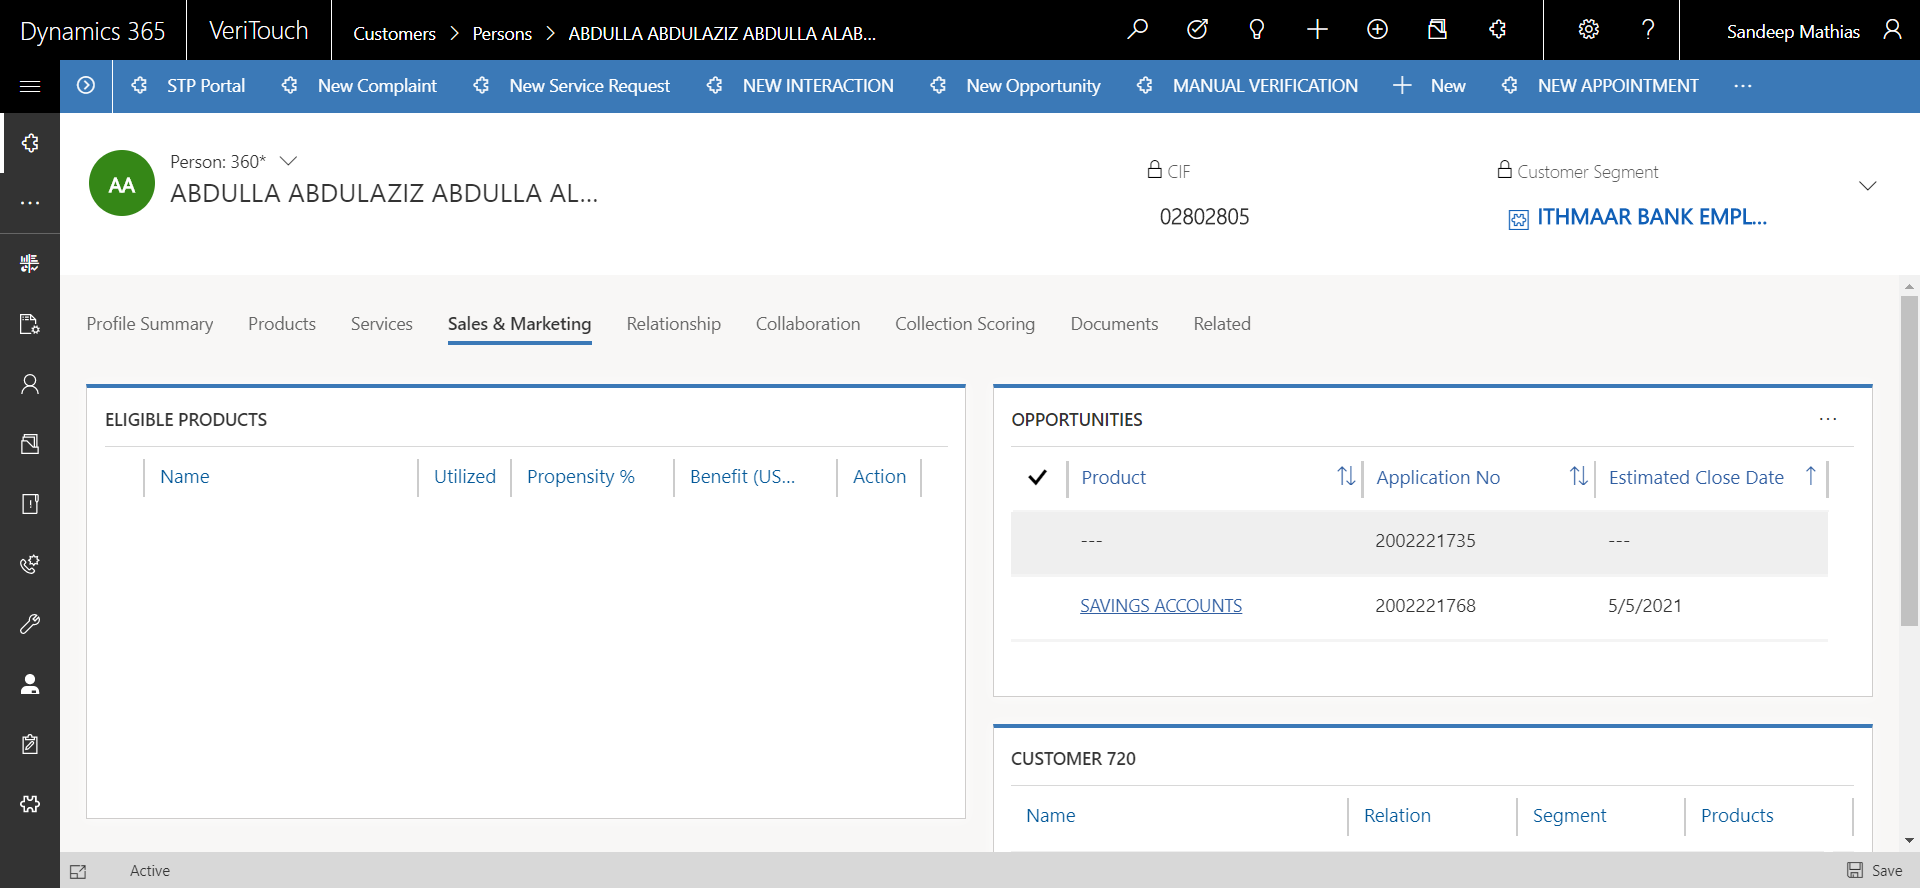 Dynamics 365
VeriTouch
Customers > Persons > ABDULLA ABDULAZIZ ABDULLA ALAB...
Sandeep Mathias
STP Portal
New Complaint
New Service Request
NEW INTERACTION
New Opportunity
MANUAL VERIFICATION
New
NEW APPOINTMENT
...
AA
Person: 360*
ABDULLA ABDULAZIZ ABDULLA AL...
CIF
02802805
Customer Segment
ITHMAAR BANK EMPL...
Profile Summary
Products
Services
Sales & Marketing
Relationship
Collaboration
Collection Scoring
Documents
Related
ELIGIBLE PRODUCTS
Name Utilized Propensity % Benefit (US... Action
OPPORTUNITIES
...
Product Application No Estimated Close Date
--- 2002221735 ---
SAVINGS ACCOUNTS 2002221768 5/5/2021
CUSTOMER 720
Name Relation Segment Products
Active
Save